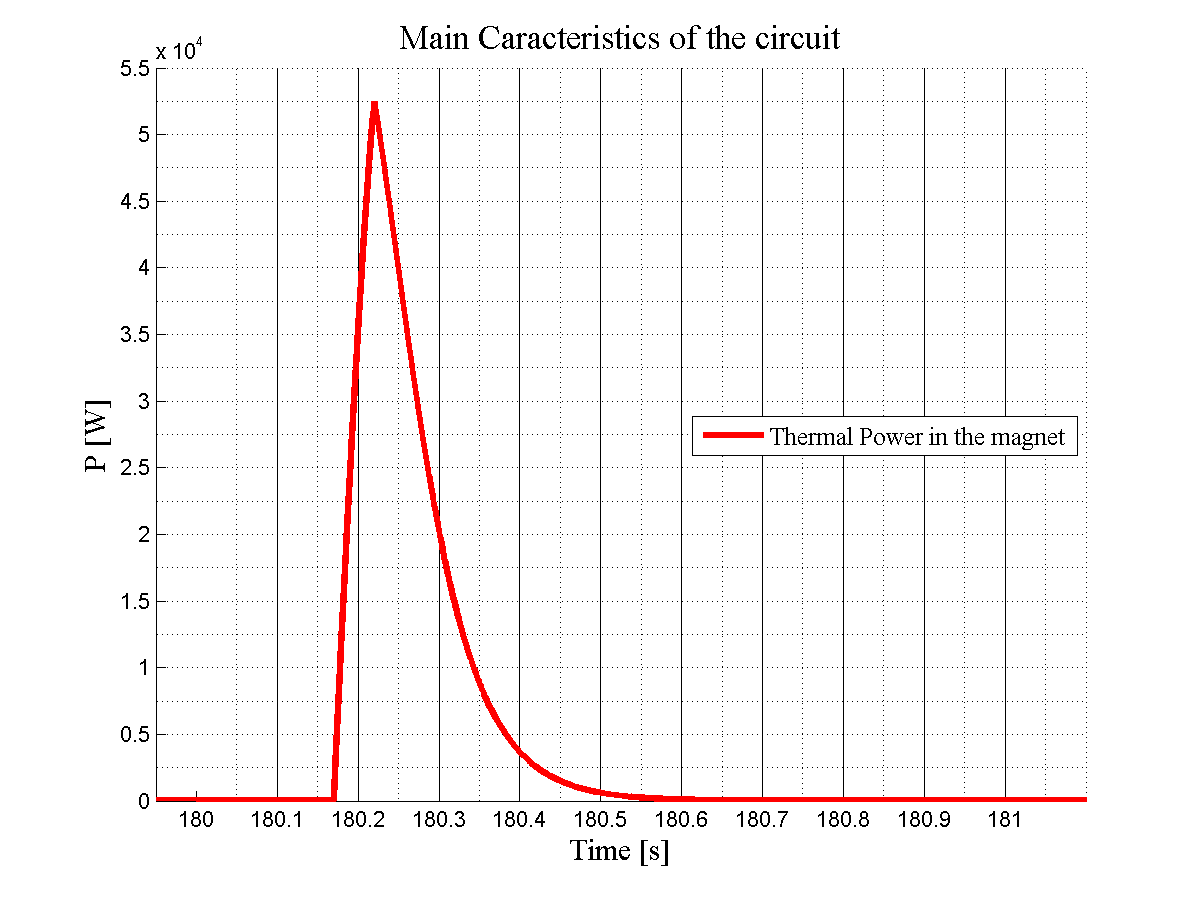 Main Caracteristics of the circuit
x 10^4
5.5
5
4.5
4
3.5
3
2.5
2
1.5
1
0.5
0
P [W]
Thermal Power in the magnet
180 180.1 180.2 180.3 180.4 180.5 180.6 180.7 180.8 180.9 181
Time [s]